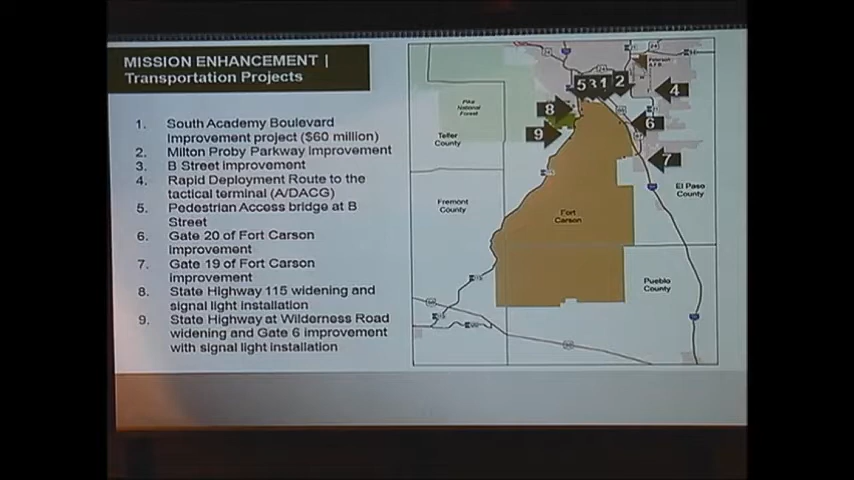 MISSION ENHANCEMENT |
Transportation Projects
1. South Academy Boulevard
Improvement project ($60 million)
2. Milton Proby Parkway Improvement
3. B Street improvement
4. Rapid Deployment Route to the
tactical terminal (A/DACG)
5. Pedestrian Access bridge at B
Street
6. Gate 20 of Fort Carson
Improvement
7. Gate 19 of Fort Carson
Improvement
8. State Highway 115 widening and
signal light installation
9. State Highway at Wilderness Road
widening and Gate 6 improvement
with signal light installation
Pike
National
Forest
Teller
County
Fremont
County
Fort
Carson
El Paso
County
Pueblo
County
Peterson
5 3 1 2
4
8
6
9
7